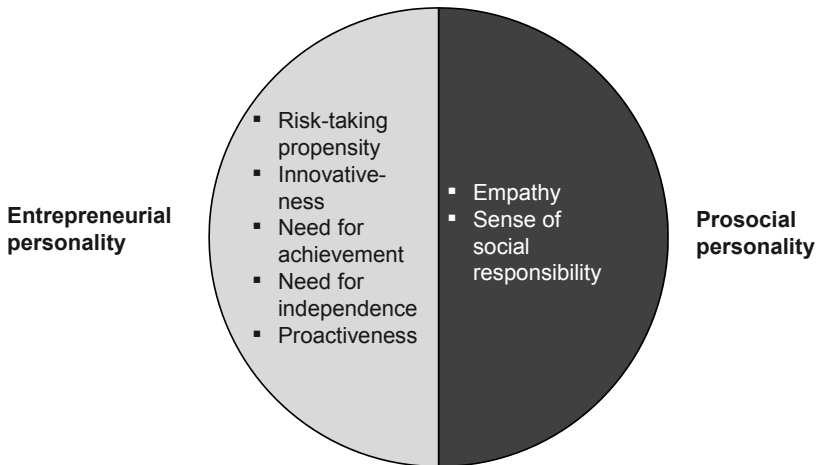 Entrepreneurial
personality
▪ Risk-taking
propensity
▪ Innovative-
ness
▪ Need for
achievement
▪ Need for
independence
▪ Proactiveness
▪ Empathy
▪ Sense of
social
responsibility
Prosocial
personality